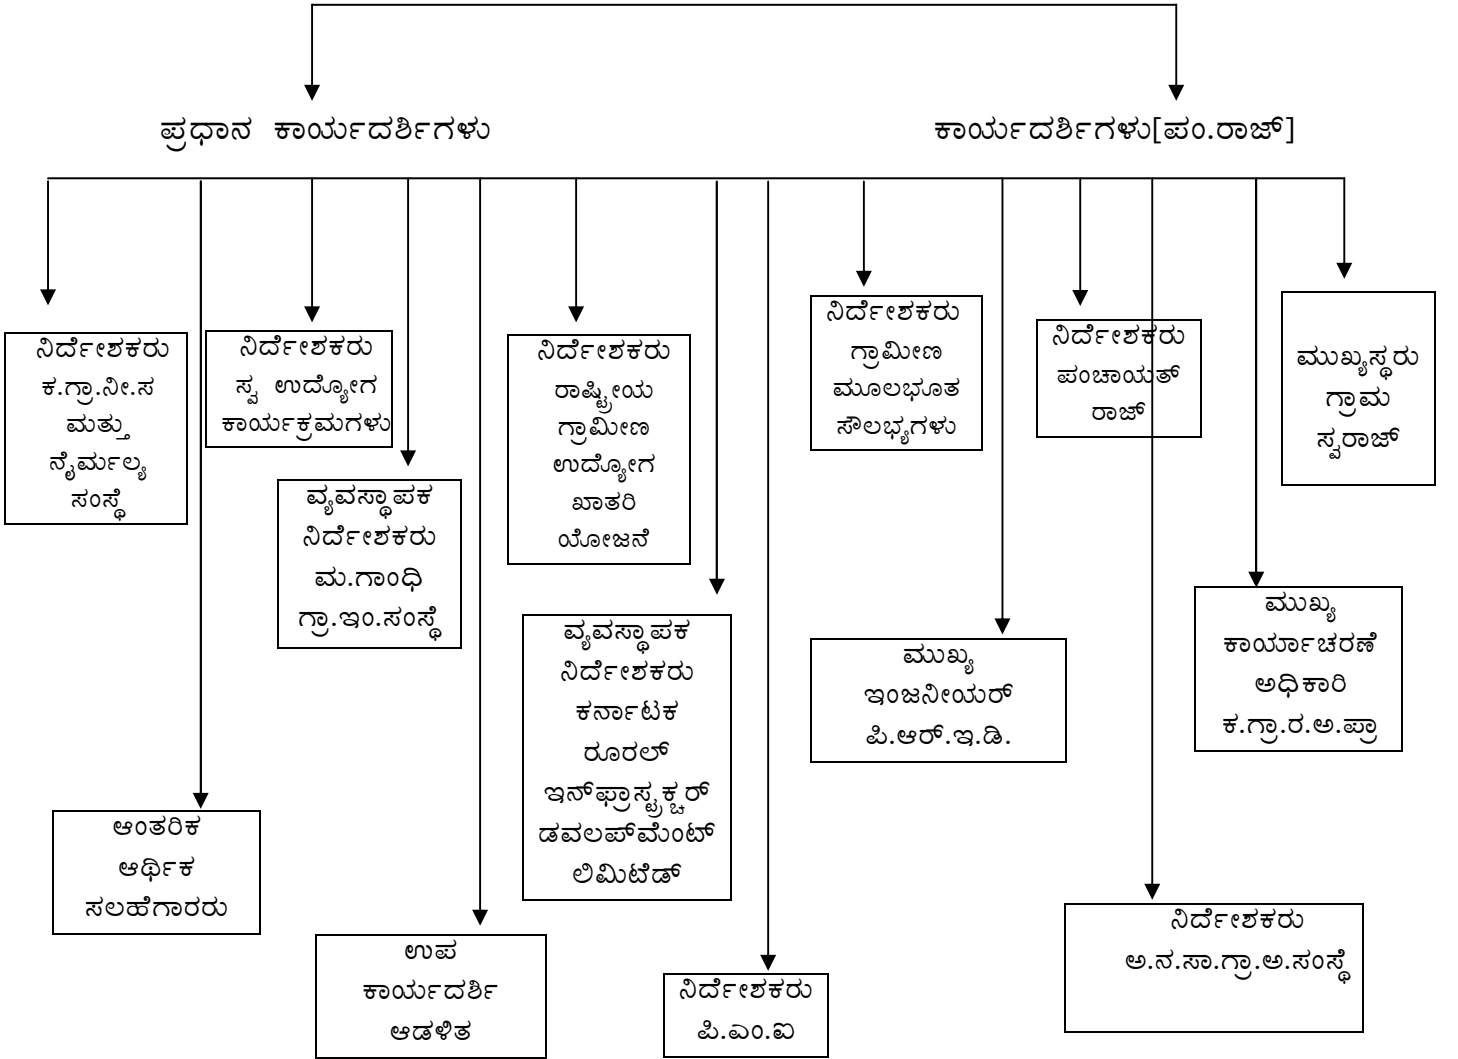 ಪ್ರಧಾನ ಕಾರ್ಯದರ್ಶಿಗಳು
ಕಾರ್ಯದರ್ಶಿಗಳು[ಪಂ.ರಾಜ್]
ನಿರ್ದೇಶಕರು
ಕ.ಗ್ರಾ.ನೀ.ಸ
ಮತ್ತು
ನೈರ್ಮಲ್ಯ
ಸಂಸ್ಥೆ
ನಿರ್ದೇಶಕರು
ಸ್ವ ಉದ್ಯೋಗ
ಕಾರ್ಯಕ್ರಮಗಳು
ನಿರ್ದೇಶಕರು
ರಾಷ್ಟ್ರೀಯ
ಗ್ರಾಮೀಣ
ಉದ್ಯೋಗ
ಖಾತರಿ
ಯೋಜನೆ
ನಿರ್ದೇಶಕರು
ಗ್ರಾಮೀಣ
ಮೂಲಭೂತ
ಸೌಲಭ್ಯಗಳು
ನಿರ್ದೇಶಕರು
ಪಂಚಾಯತ್
ರಾಜ್
ಮುಖ್ಯಸ್ಥರು
ಗ್ರಾಮ
ಸ್ವರಾಜ್
ವ್ಯವಸ್ಥಾಪಕ
ನಿರ್ದೇಶಕರು
ಮ.ಗಾಂಧಿ
ಗ್ರಾ.ಇಂ.ಸಂಸ್ಥೆ
ವ್ಯವಸ್ಥಾಪಕ
ನಿರ್ದೇಶಕರು
ಕರ್ನಾಟಕ
ರೂರಲ್
ಇನ್‌ಫ್ರಾಸ್ಟ್ರಕ್ಚರ್
ಡವಲಪ್‌ಮೆಂಟ್
ಲಿಮಿಟೆಡ್
ಮುಖ್ಯ
ಇಂಜನೀಯರ್
ಪಿ.ಆರ್.ಇ.ಡಿ.
ಮುಖ್ಯ
ಕಾರ್ಯಾಚರಣೆ
ಅಧಿಕಾರಿ
ಕ.ಗ್ರಾ.ರ.ಅ.ಪ್ರಾ
ಆಂತರಿಕ
ಆರ್ಥಿಕ
ಸಲಹೆಗಾರರು
ಉಪ
ಕಾರ್ಯದರ್ಶಿ
ಆಡಳಿತ
ನಿರ್ದೇಶಕರು
ಪಿ.ಎಂ.ಐ
ನಿರ್ದೇಶಕರು
ಅ.ನ.ಸಾ.ಗ್ರಾ.ಅ.ಸಂಸ್ಥೆ